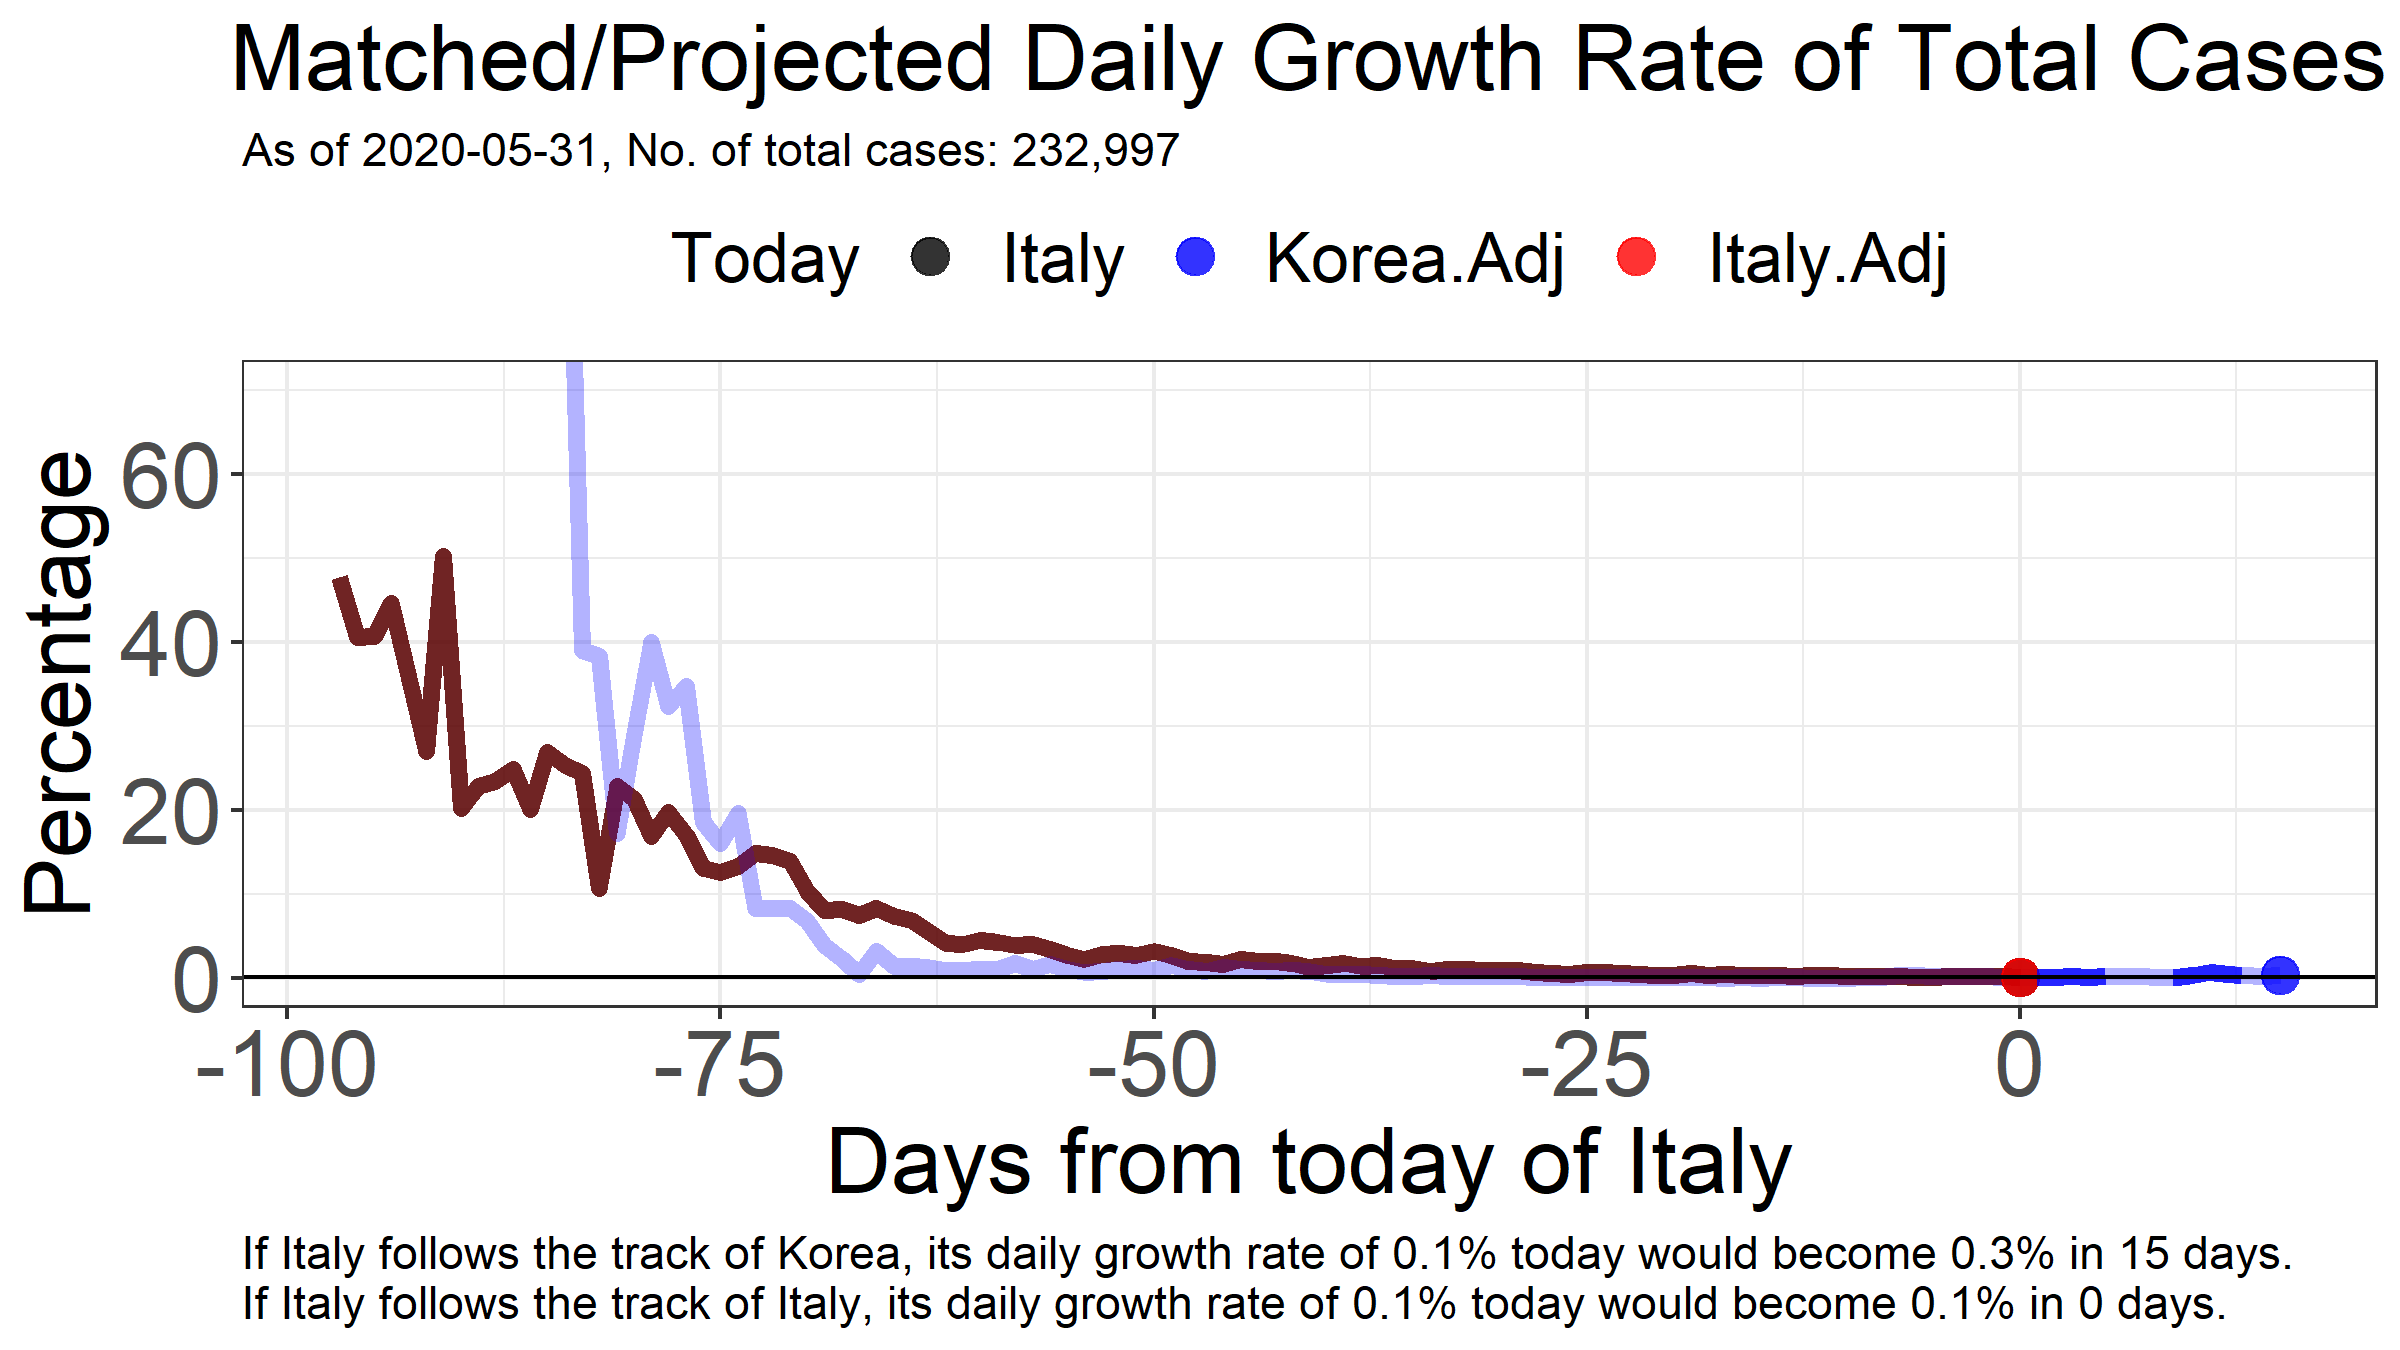 Matched/Projected Daily Growth Rate of Total Cases
As of 2020-05-31, No. of total cases: 232,997
Today Italy Korea.Adj Italy.Adj
Percentage
60
40
20
0
-100 -75 -50 -25 0
Days from today of Italy
If Italy follows the track of Korea, its daily growth rate of 0.1% today would become 0.3% in 15 days.
If Italy follows the track of Italy, its daily growth rate of 0.1% today would become 0.1% in 0 days.